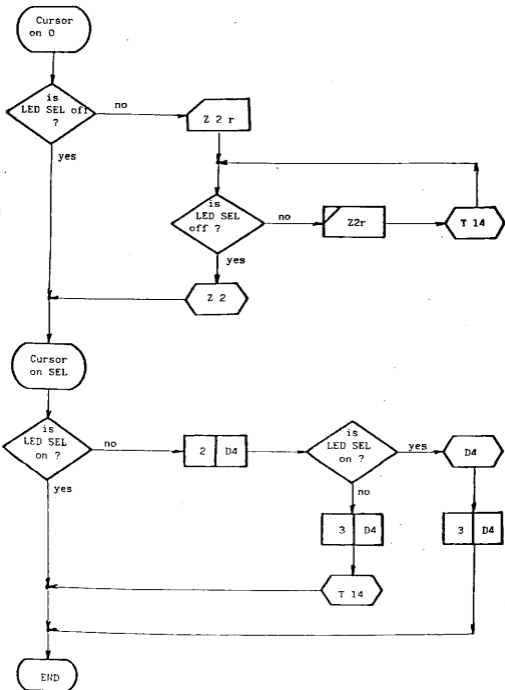 Cursor
on 0
is
LED SEL off
?
no
Z 2 r
yes
is
LED SEL
off ?
no
Z2r
T 14
yes
Z 2
Cursor
on SEL
is
LED SEL
on ?
no
2 D4
is
LED SEL
on ?
yes
D4
yes
no
3 D4
3 D4
T 14
END